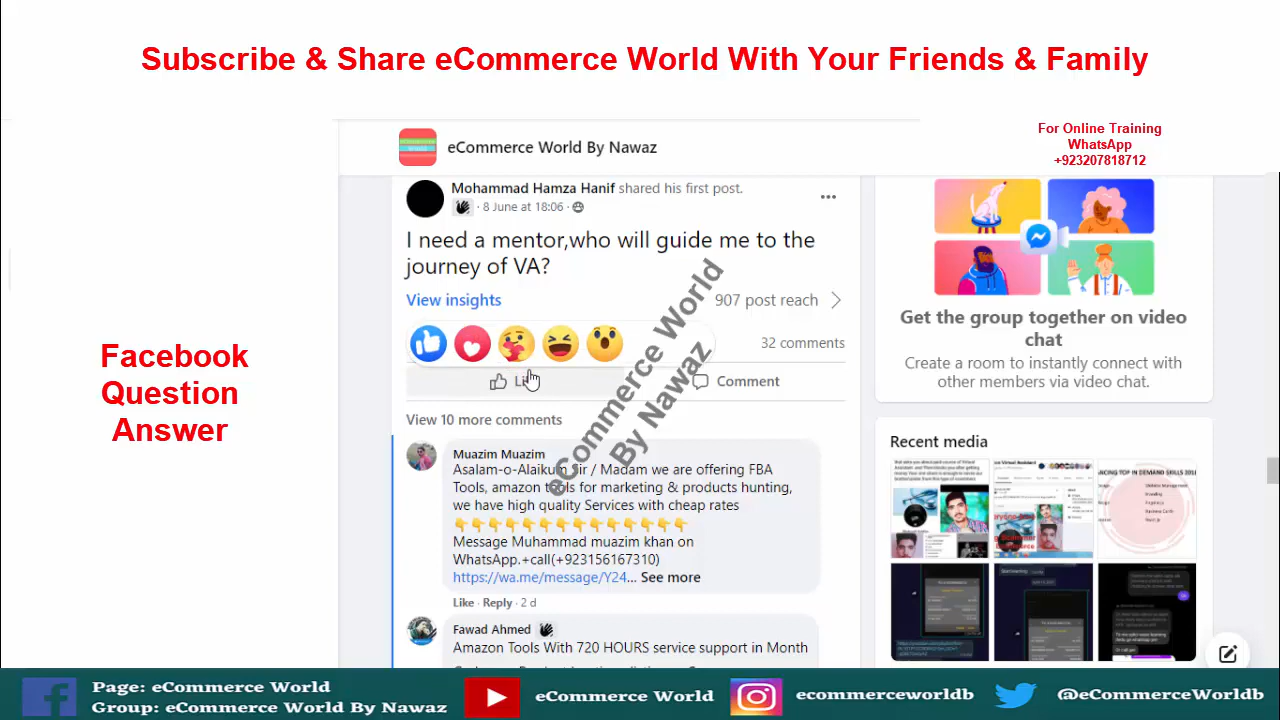 Subscribe & Share eCommerce World With Your Friends & Family
For Online Training
WhatsApp
+923207818712
eCommerce World By Nawaz
Mohammad Hamza Hanif shared his first post.
· 8 June at 18:06 ·
I need a mentor,who will guide me to the
journey of VA?
View insights
907 post reach
32 comments
Comment
View 10 more comments
Muazim Muazim
Asalam-o-Alaikum Sir / Madam we are offering FBA
Tools, amazon tools for marketing & products hunting,
we have high quality Services with cheap rates
Message Muhammad muazim khan on
WhatsApp.+call(+923156167310)
https://wa.me/message/Y24... See more
Like · Reply · 2 d
Fawad Ahmed
Amazon Tools With 720 HOURS service support in Month
eCommerce World
By Nawaz
Facebook
Question
Answer
Get the group together on video
chat
Create a room to instantly connect with
other members via video chat.
Recent media
Page: eCommerce World
Group: eCommerce World By Nawaz
eCommerce World
ecommerceworldb
@eCommerceWorldb